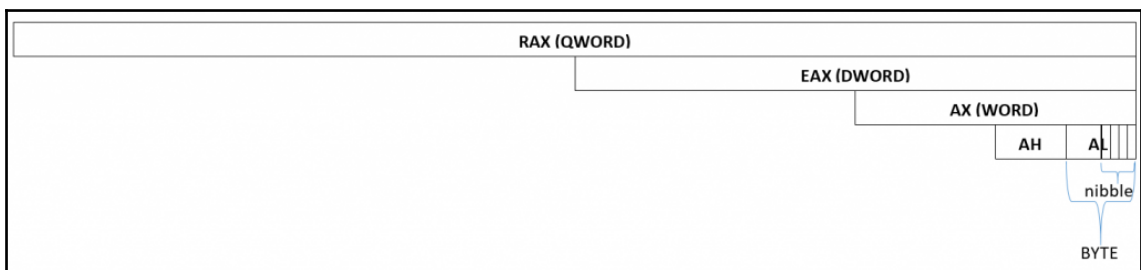 RAX (QWORD)
EAX (DWORD)
AX (WORD)
AH AL
nibble
BYTE